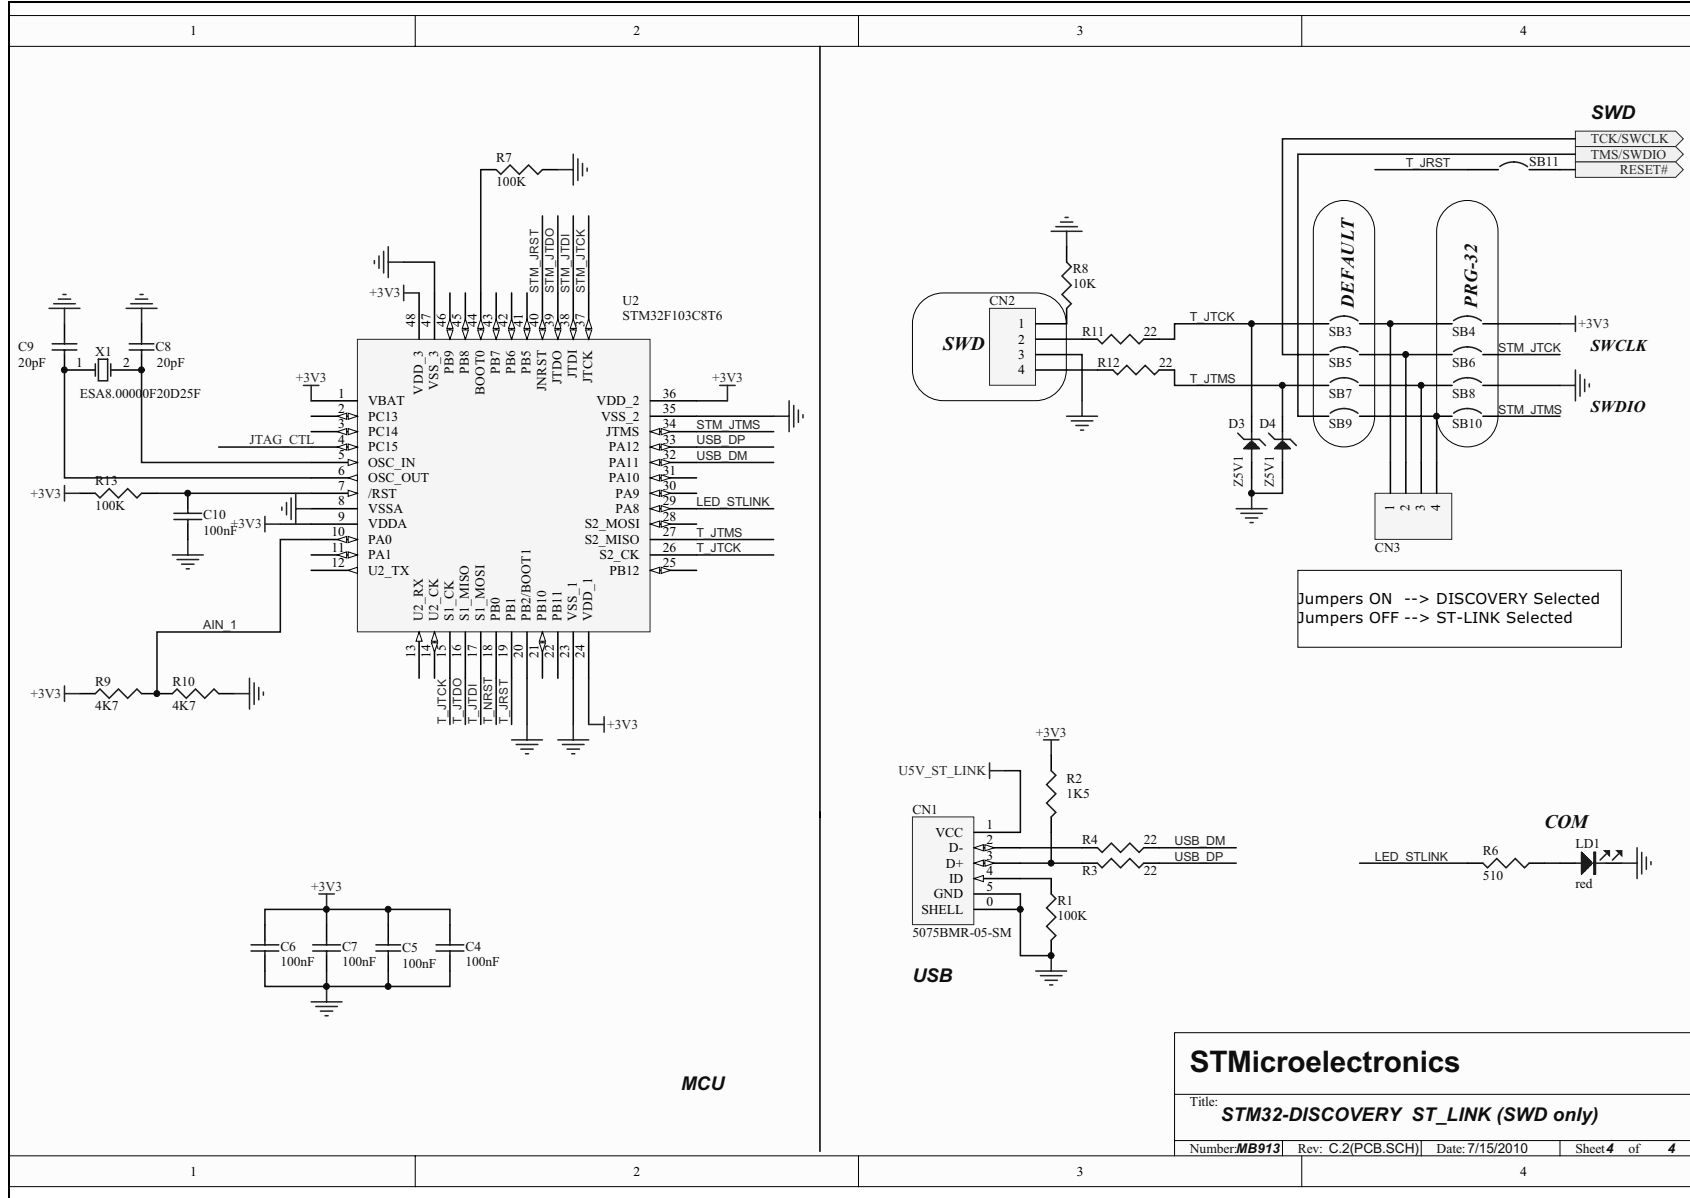 1 2 3 4
SWD
TCK/SWCLK
TMS/SWDIO
T_JRST SB11 RESET#
R7
100K
STM_JRST
STM_JTDO
STM_JTDI
STM_JTCK
+3V3
U2
STM32F103C8T6
48 47 46 45 44 43 42 41 40 39 38 37
VDD_3
VSS_3
PB9
PB8
BOOT0
PB7
PB6
PB5
JNRST
JTDO
JTDI
JTCK
C9
20pF
X1
1 2
C8
20pF
ESA8.00000F20D25F
+3V3
1 VBAT
2 PC13
3 PC14
JTAG_CTL 4 PC15
5 OSC_IN
6 OSC_OUT
+3V3 R13 7 /RST
100K
8 VSSA
C10
100nF
+3V3 9 VDDA
10 PA0
11 PA1
12 U2_TX
+3V3
VDD_2 36
VSS_2 35
JTMS 34 STM_JTMS
PA12 33 USB_DP
PA11 32 USB_DM
PA10 31
PA9 30
PA8 29 LED_STLINK
S2_MOSI 28
S2_MISO 27 T_JTMS
S2_CK 26 T_JTCK
PB12 25
U2_RX
U2_CK
S1_CK
S1_MISO
S1_MOSI
PB0
PB1
PB2/BOOT1
PB10
PB11
VSS_1
VDD_1
13 14 15 16 17 18 19 20 21 22 23 24
T_JTCK
T_JTDO
T_JTDI
T_NRST
T_JRST
+3V3
AIN_1
+3V3 R9 R10
4K7 4K7
+3V3
C6
100nF
C7
100nF
C5
100nF
C4
100nF
MCU
R8
10K
CN2
SWD
1
2
3
4
R11 22 T_JTCK
R12 22 T_JTMS
D3 D4
Z5V1 Z5V1
DEFAULT
PRG-32
SB3 SB4 +3V3
SWCLK
SB5 SB6 STM_JTCK
SB7 SB8
SWDIO
SB9 SB10 STM_JTMS
1 2 3 4
CN3
Jumpers ON --> DISCOVERY Selected
Jumpers OFF --> ST-LINK Selected
+3V3
U5V_ST_LINK
R2
1K5
CN1
VCC 1
D- 2 R4 22 USB_DM
D+ 3 R3 22 USB_DP
ID 4
GND 5
SHELL 0
R1
100K
5075BMR-05-SM
USB
COM
LED_STLINK R6 LD1
510 red
STMicroelectronics
Title:
STM32-DISCOVERY ST_LINK (SWD only)
Number:MB913 Rev: C.2(PCB.SCH) Date:7/15/2010 Sheet 4 of 4
1 2 3 4